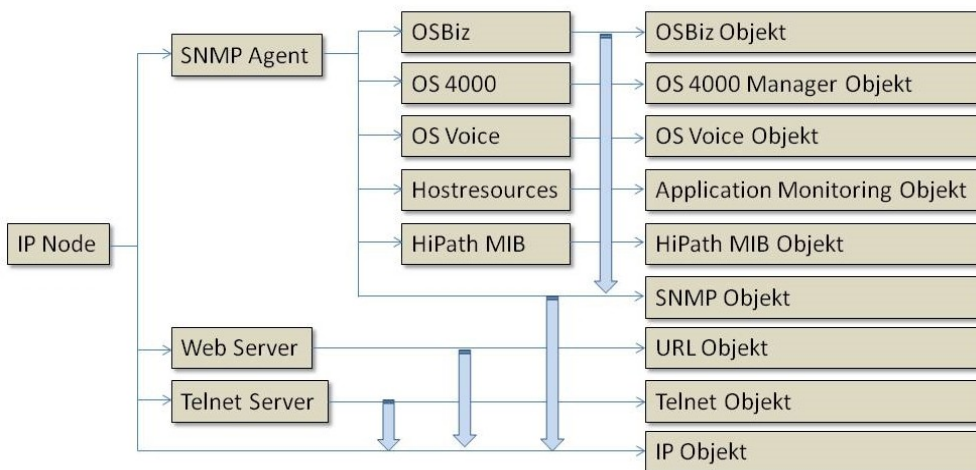 OSBiz
OSBiz Objekt
SNMP Agent
OS 4000
OS 4000 Manager Objekt
OS Voice
OS Voice Objekt
Hostresources
Application Monitoring Objekt
IP Node
HiPath MIB
HiPath MIB Objekt
SNMP Objekt
Web Server
URL Objekt
Telnet Server
Telnet Objekt
IP Objekt